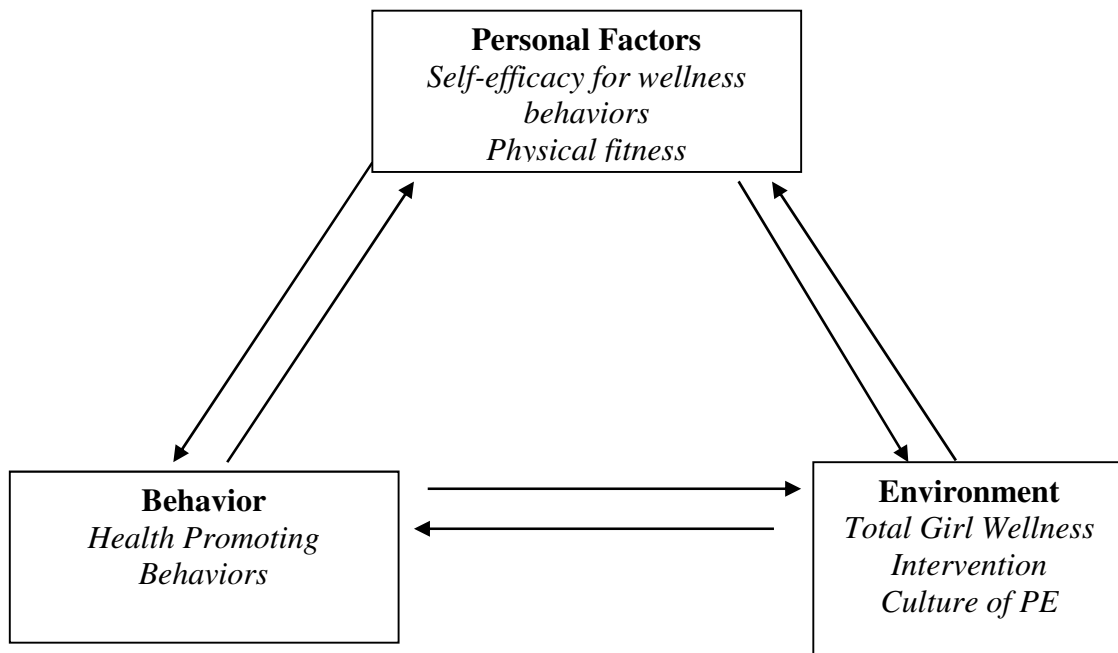 Personal Factors
Self-efficacy for wellness
behaviors
Physical fitness
Behavior
Health Promoting
Behaviors
Environment
Total Girl Wellness
Intervention
Culture of PE